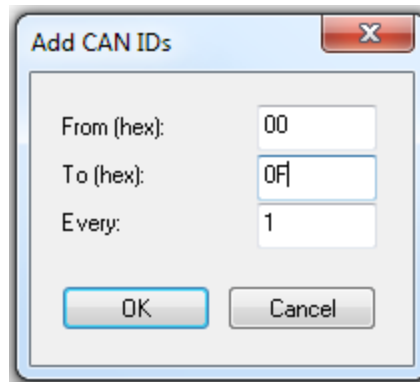 Add CAN IDs
From (hex): 00
To (hex): 0F
Every: 1
OK Cancel